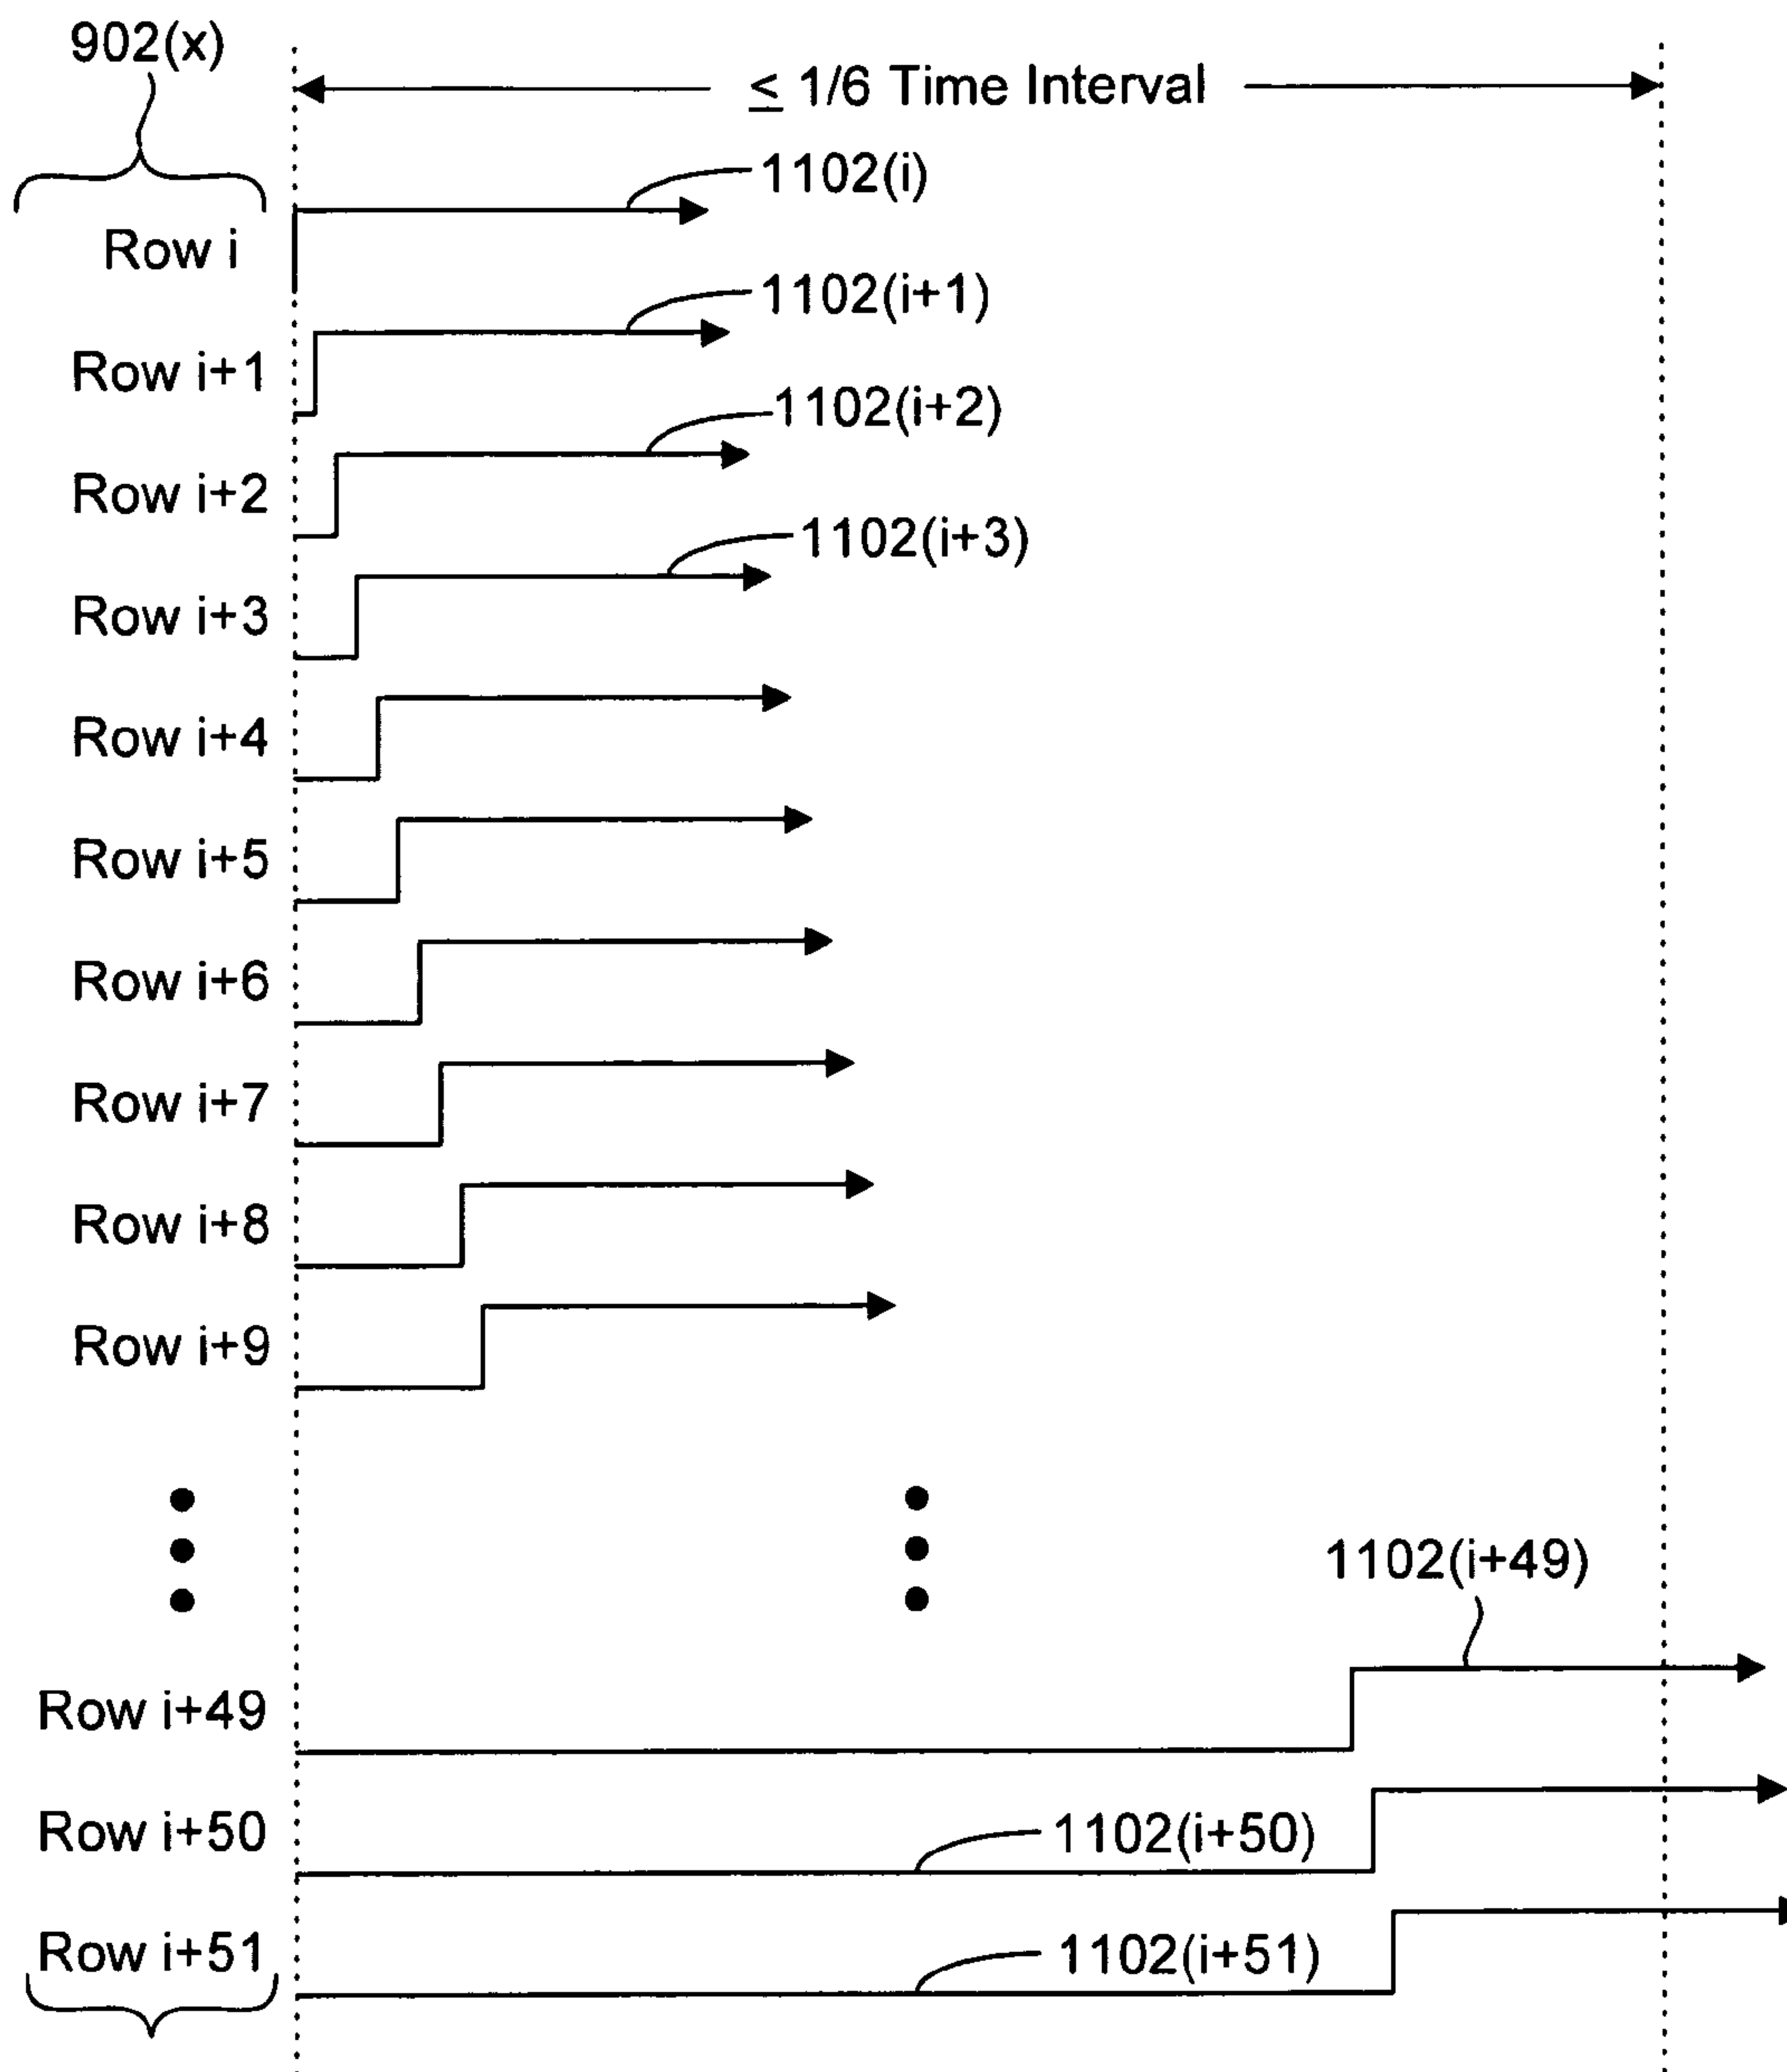 902(x)
≤ 1/6 Time Interval
1102(i)
Row i
1102(i+1)
Row i+1
1102(i+2)
Row i+2
1102(i+3)
Row i+3
Row i+4
Row i+5
Row i+6
Row i+7
Row i+8
Row i+9
1102(i+49)
Row i+49
Row i+50
1102(i+50)
Row i+51
1102(i+51)